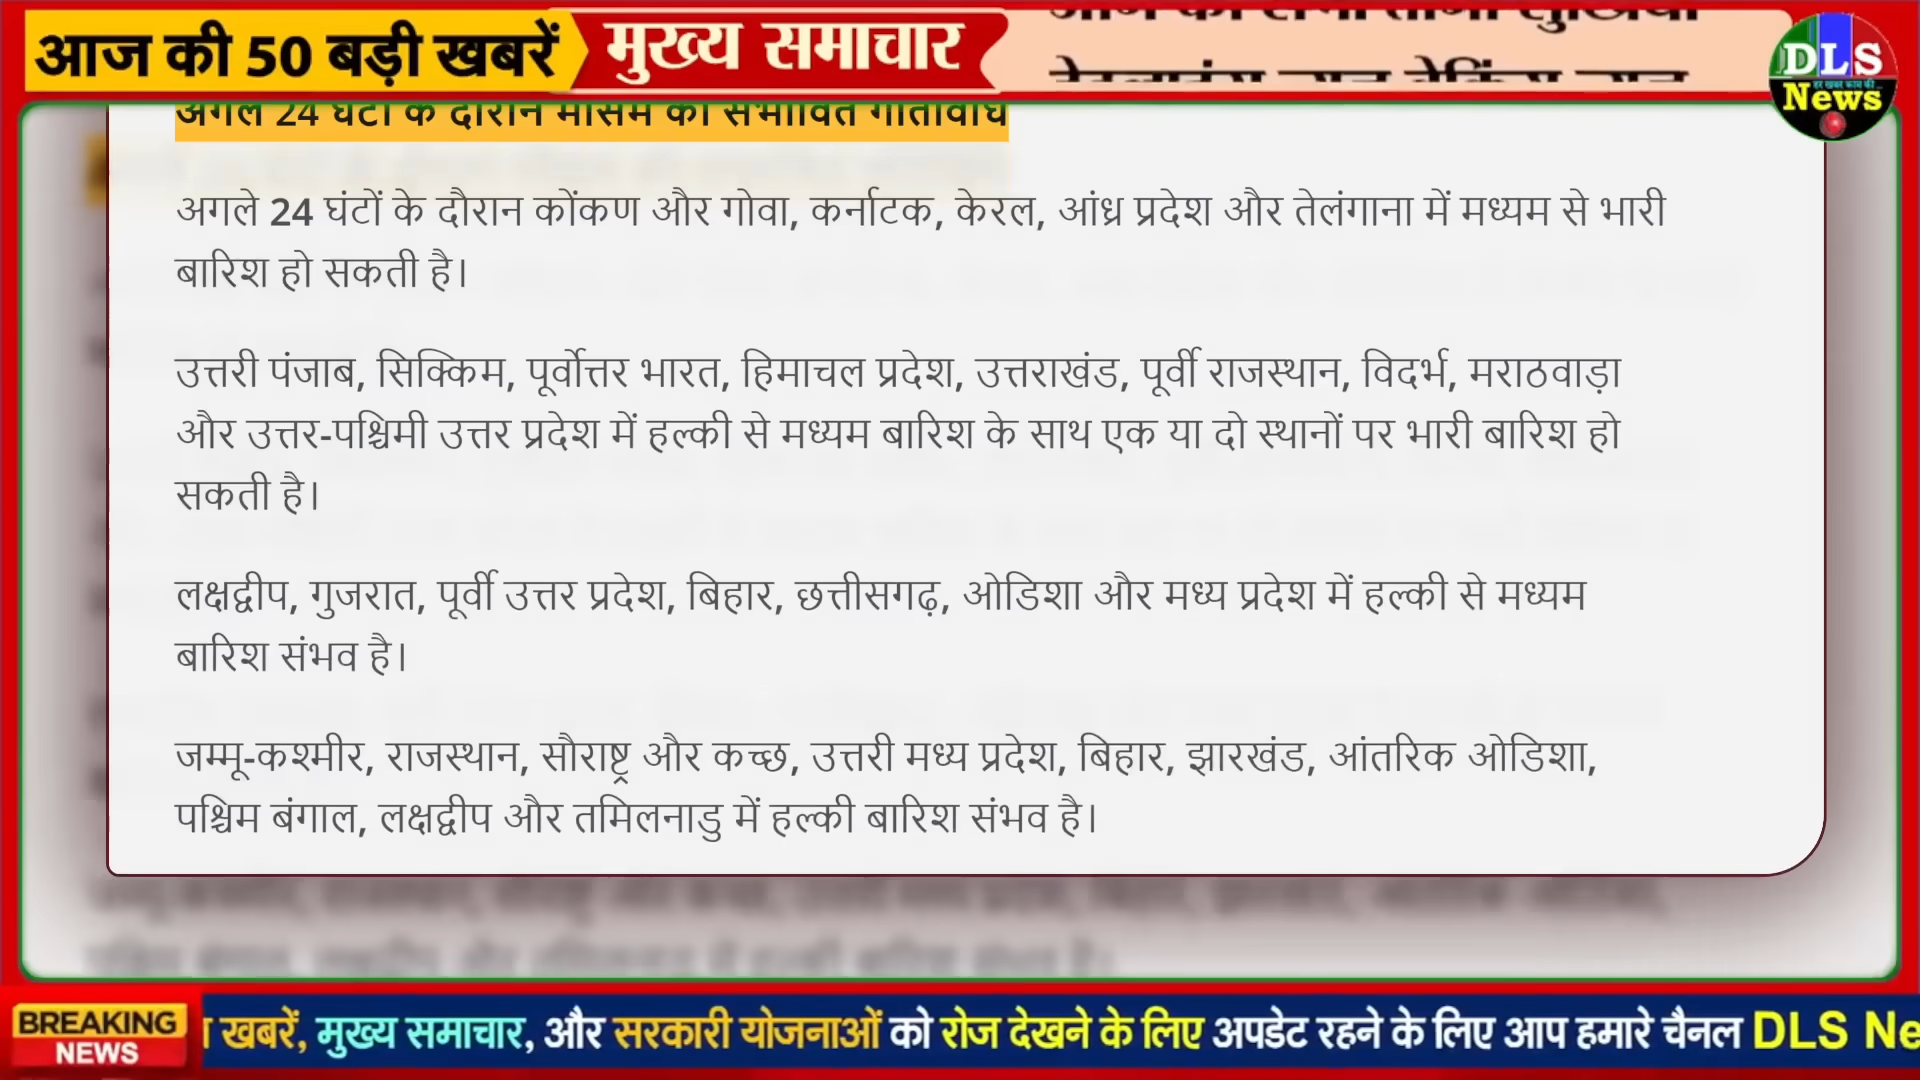 आज की 50 बड़ी खबरें
मुख्य समाचार
DLS
News
अगले 24 घंटों के दौरान मौसम की संभावित गतिविधि
अगले 24 घंटों के दौरान कोंकण और गोवा, कर्नाटक, केरल, आंध्र प्रदेश और तेलंगाना में मध्यम से भारी
बारिश हो सकती है।
उत्तरी पंजाब, सिक्किम, पूर्वोत्तर भारत, हिमाचल प्रदेश, उत्तराखंड, पूर्वी राजस्थान, विदर्भ, मराठवाड़ा
और उत्तर-पश्चिमी उत्तर प्रदेश में हल्की से मध्यम बारिश के साथ एक या दो स्थानों पर भारी बारिश हो
सकती है।
लक्षद्वीप, गुजरात, पूर्वी उत्तर प्रदेश, बिहार, छत्तीसगढ़, ओडिशा और मध्य प्रदेश में हल्की से मध्यम
बारिश संभव है।
जम्मू-कश्मीर, राजस्थान, सौराष्ट्र और कच्छ, उत्तरी मध्य प्रदेश, बिहार, झारखंड, आंतरिक ओडिशा,
पश्चिम बंगाल, लक्षद्वीप और तमिलनाडु में हल्की बारिश संभव है।
BREAKING
NEWS
खबरें, मुख्य समाचार, और सरकारी योजनाओं को रोज देखने के लिए अपडेट रहने के लिए आप हमारे चैनल DLS Ne